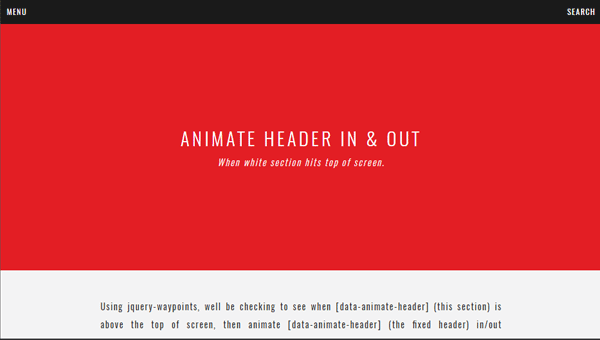 MENU
SEARCH
ANIMATE HEADER IN & OUT
When white section hits top of screen.
Using jquery-waypoints, well be checking to see when [data-animate-header] (this section) is
above the top of screen, then animate [data-animate-header] (the fixed header) in/out